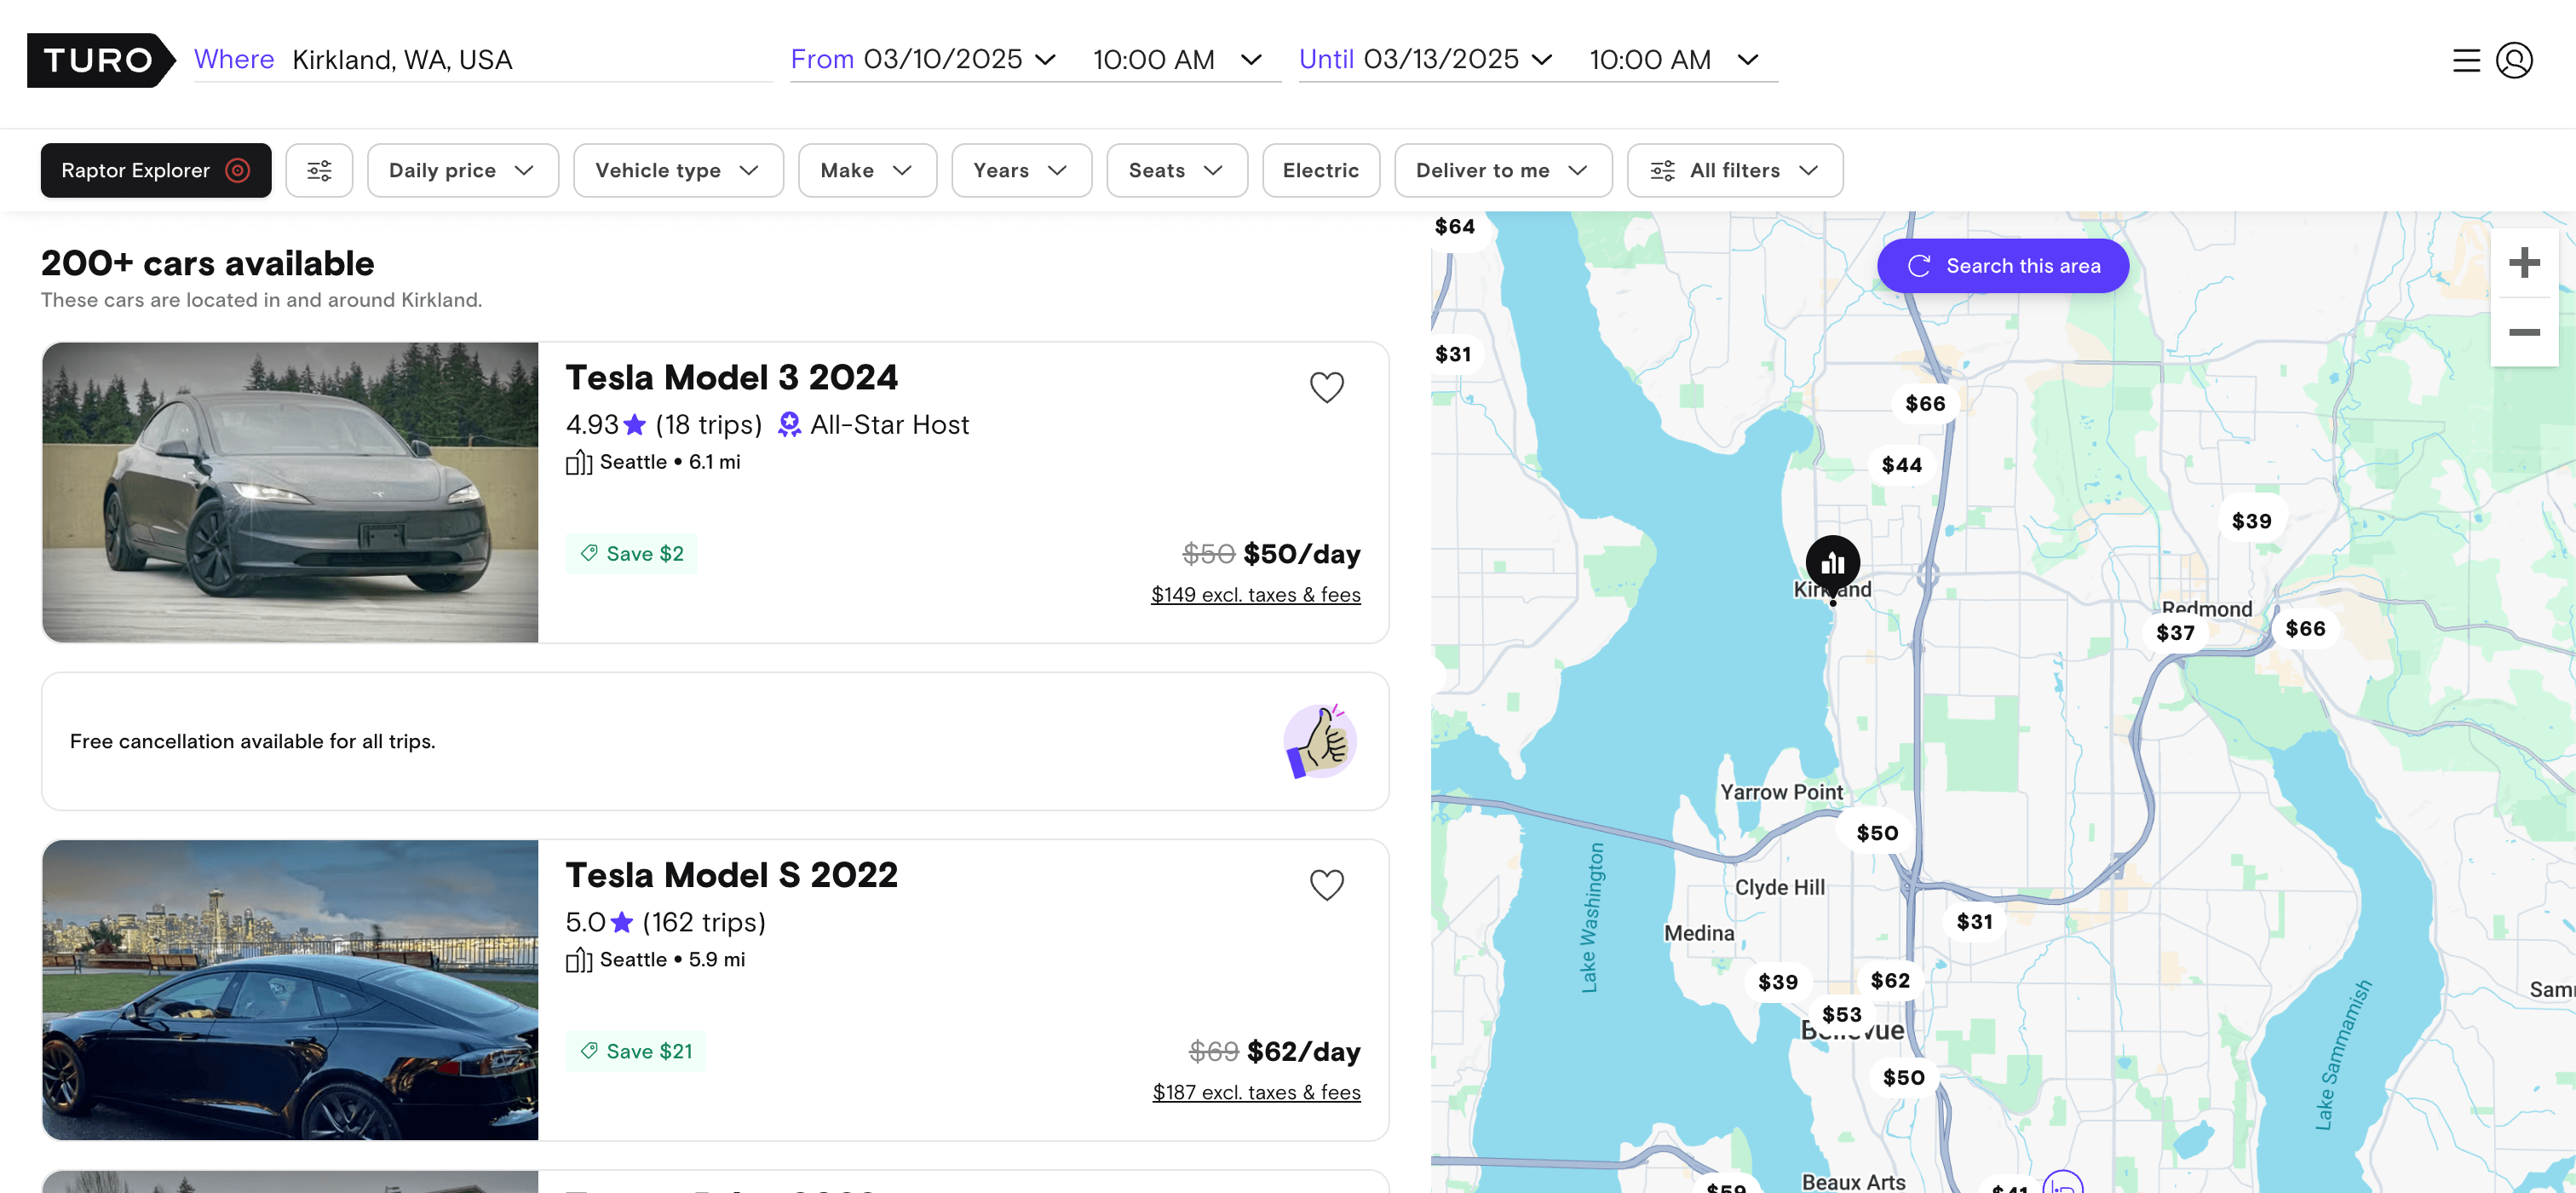 TURO
Where Kirkland, WA, USA
From 03/10/2025 10:00 AM
Until 03/13/2025 10:00 AM
Raptor Explorer
Daily price
Vehicle type
Make
Years
Seats
Electric
Deliver to me
All filters
200+ cars available
These cars are located in and around Kirkland.
Tesla Model 3 2024
4.93 (18 trips) All-Star Host
Seattle • 6.1 mi
Save $2
$50 $50/day
$149 excl. taxes & fees
Free cancellation available for all trips.
Tesla Model S 2022
5.0 (162 trips)
Seattle • 5.9 mi
Save $21
$69 $62/day
$187 excl. taxes & fees
$64
Search this area
$31
$66
$44
$39
Kirkland
Redmond
$37
$66
Yarrow Point
$50
Clyde Hill
Lake Washington
$31
Medina
$39
$62
$53
Bellevue
Samm
Lake Sammamish
$50
Beaux Arts
$59
$41